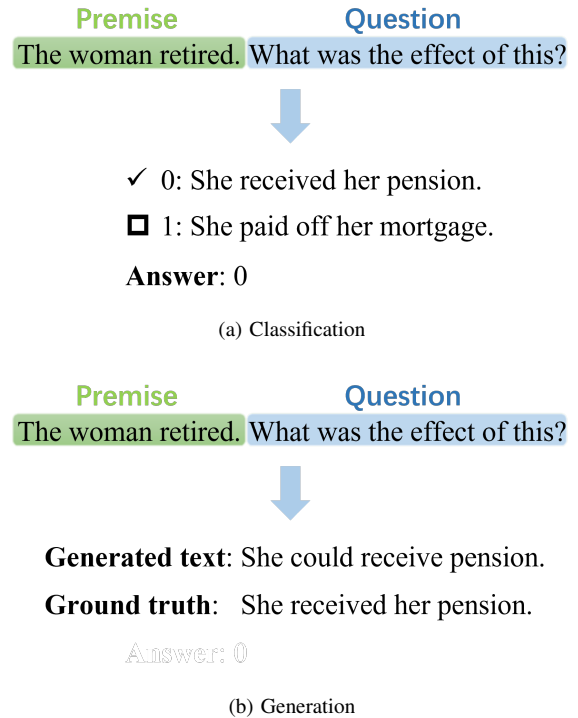 Premise Question
The woman retired. What was the effect of this?
✓ 0: She received her pension.
☐ 1: She paid off her mortgage.
Answer: 0
(a) Classification
Premise Question
The woman retired. What was the effect of this?
Generated text: She could receive pension.
Ground truth: She received her pension.
Answer: 0
(b) Generation